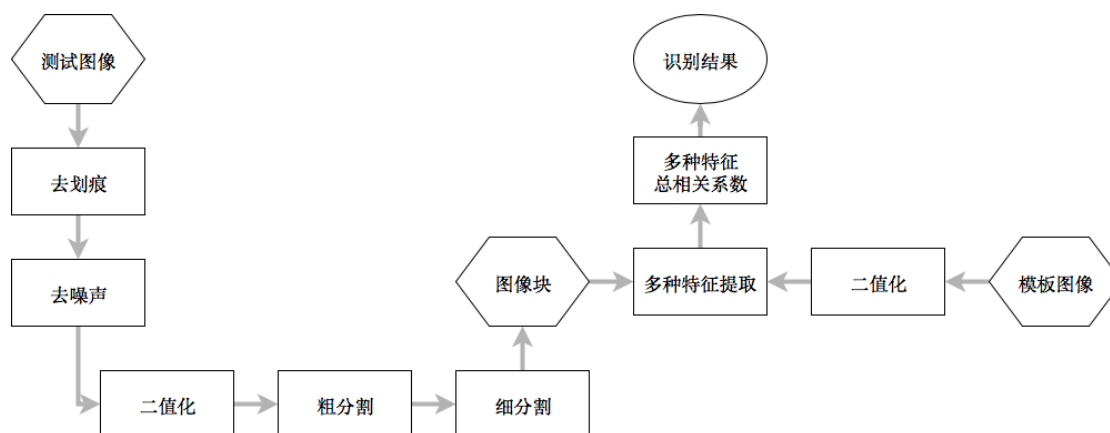 测试图像
识别结果
去划痕
多种特征
总相关系数
去噪声
图像块
多种特征提取
二值化
模板图像
二值化
粗分割
细分割